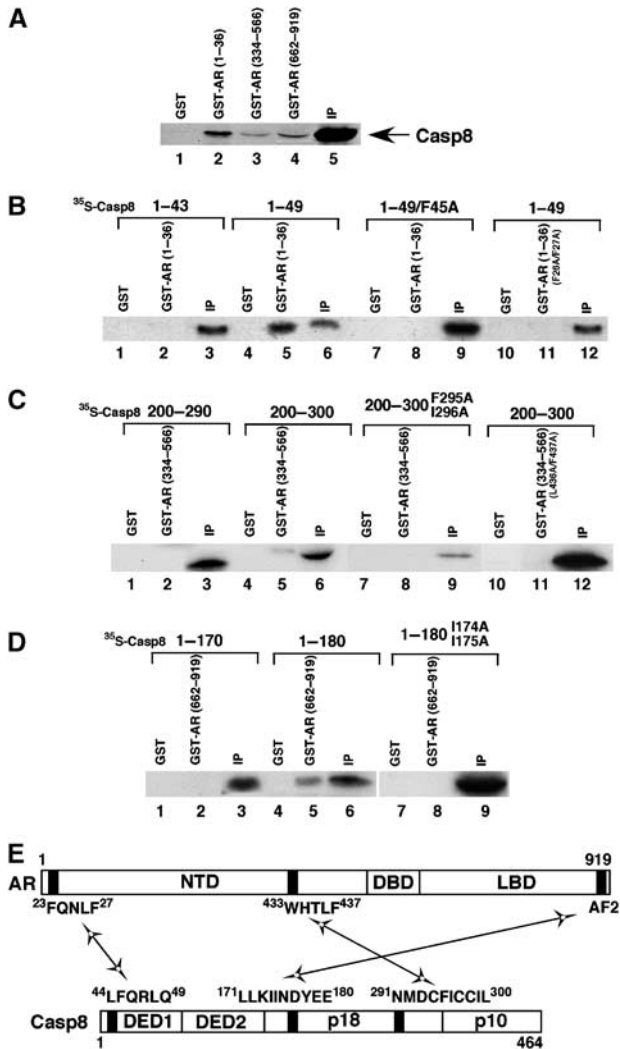 A
GST
GST-AR (1–36)
GST-AR (334–566)
GST-AR (662–919)
IP
Casp8
1 2 3 4 5
B
³⁵S-Casp8 1–43 1–49 1–49/F45A 1–49
GST
GST-AR (1–36)
IP
GST
GST-AR (1–36)
IP
GST
GST-AR (1–36)
IP
GST
GST-AR (1–36)
(F26A/F27A)
IP
1 2 3 4 5 6 7 8 9 10 11 12
C
³⁵S-Casp8 200–290 200–300 200–300 F295A I296A 200–300
GST
GST-AR (334–566)
IP
GST
GST-AR (334–566)
IP
GST
GST-AR (334–566)
IP
GST
GST-AR (334–566)
(L436A/F437A)
IP
1 2 3 4 5 6 7 8 9 10 11 12
D
³⁵S-Casp8 1–170 1–180 1–180 I174A I175A
GST
GST-AR (662–919)
IP
GST
GST-AR (662–919)
IP
GST
GST-AR (662–919)
IP
1 2 3 4 5 6 7 8 9
E
1 919
AR NTD DBD LBD
²³FQNLF²⁷ ⁴³³WHTLF⁴³⁷ AF2
⁴⁴LFQRLQ⁴⁹ ¹⁷¹LLKIINDYEE¹⁸⁰ ²⁹¹NMDCFICCIL³⁰⁰
Casp8 DED1 DED2 p18 p10
1 464